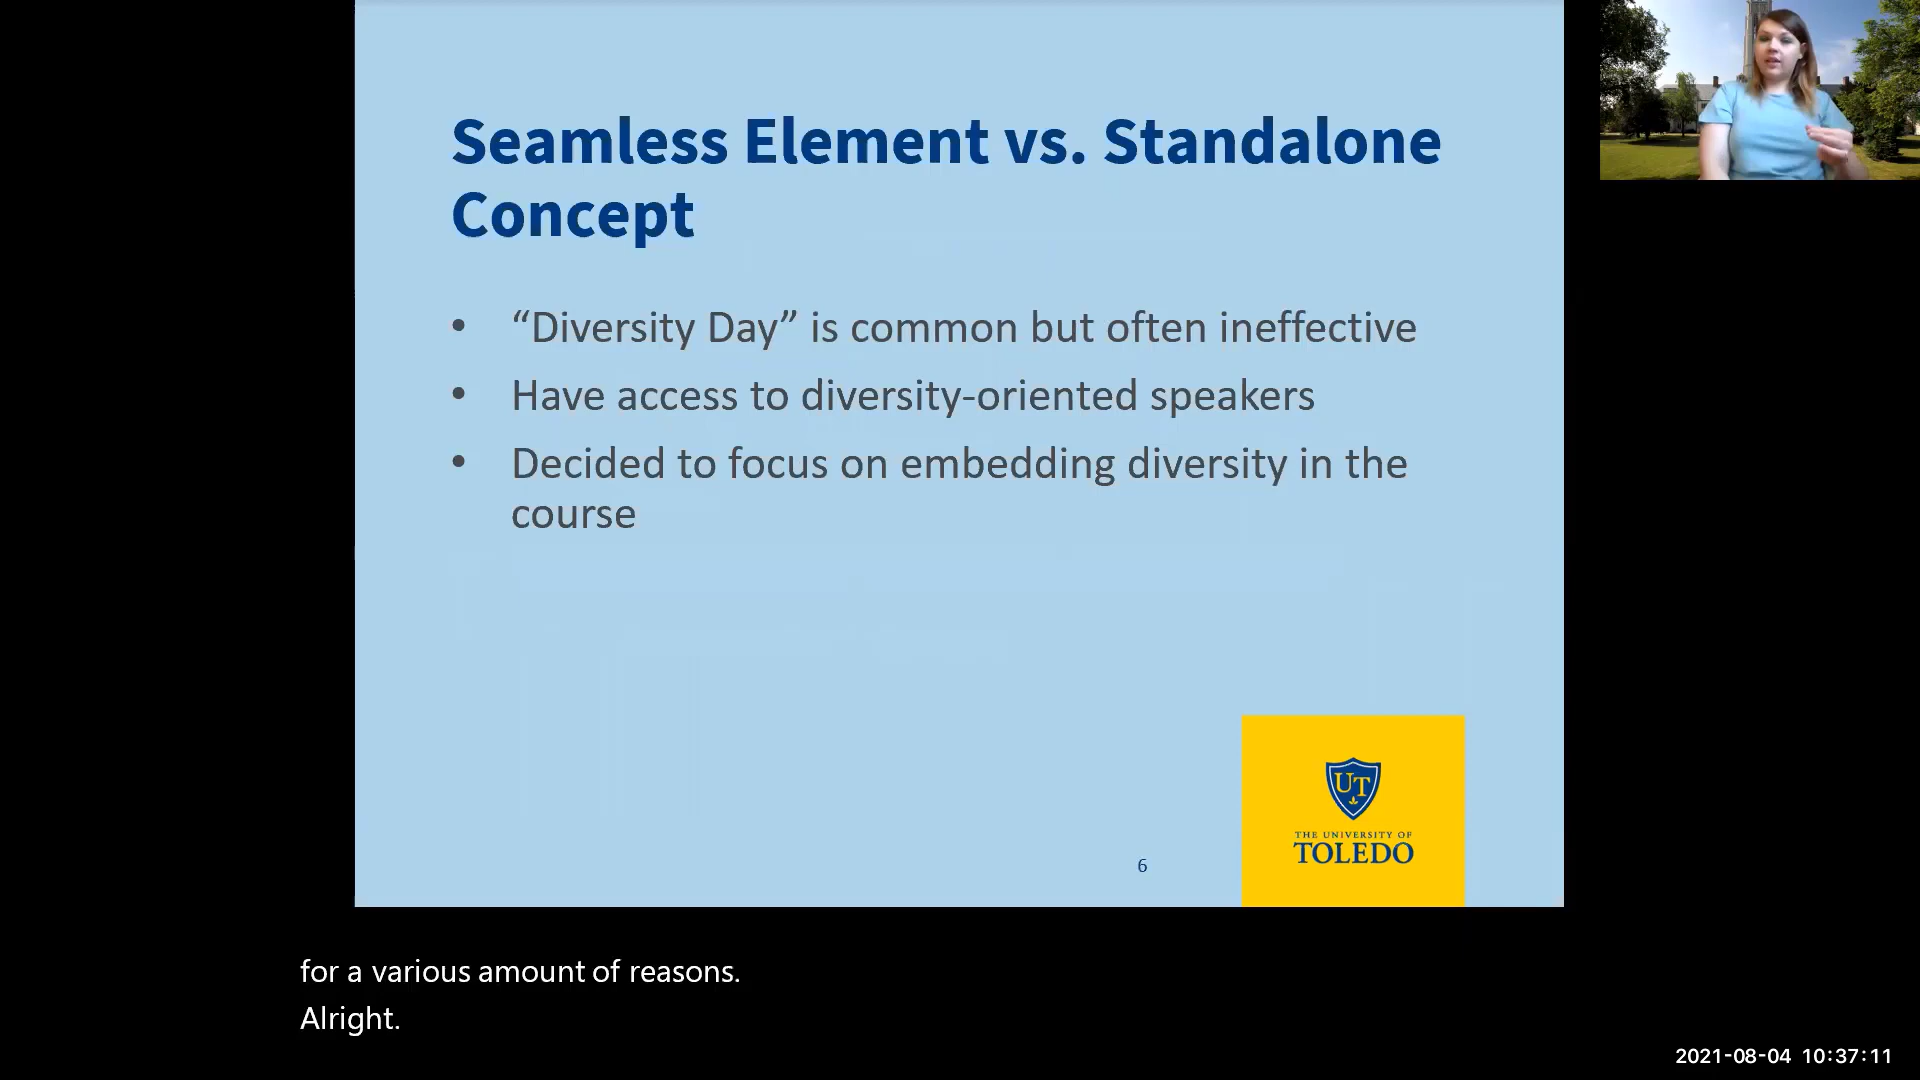 Seamless Element vs. Standalone
Concept
• “Diversity Day” is common but often ineffective
• Have access to diversity-oriented speakers
• Decided to focus on embedding diversity in the
course
UT
THE UNIVERSITY OF
TOLEDO
6
for a various amount of reasons.
Alright.
2021-08-04 10:37:11